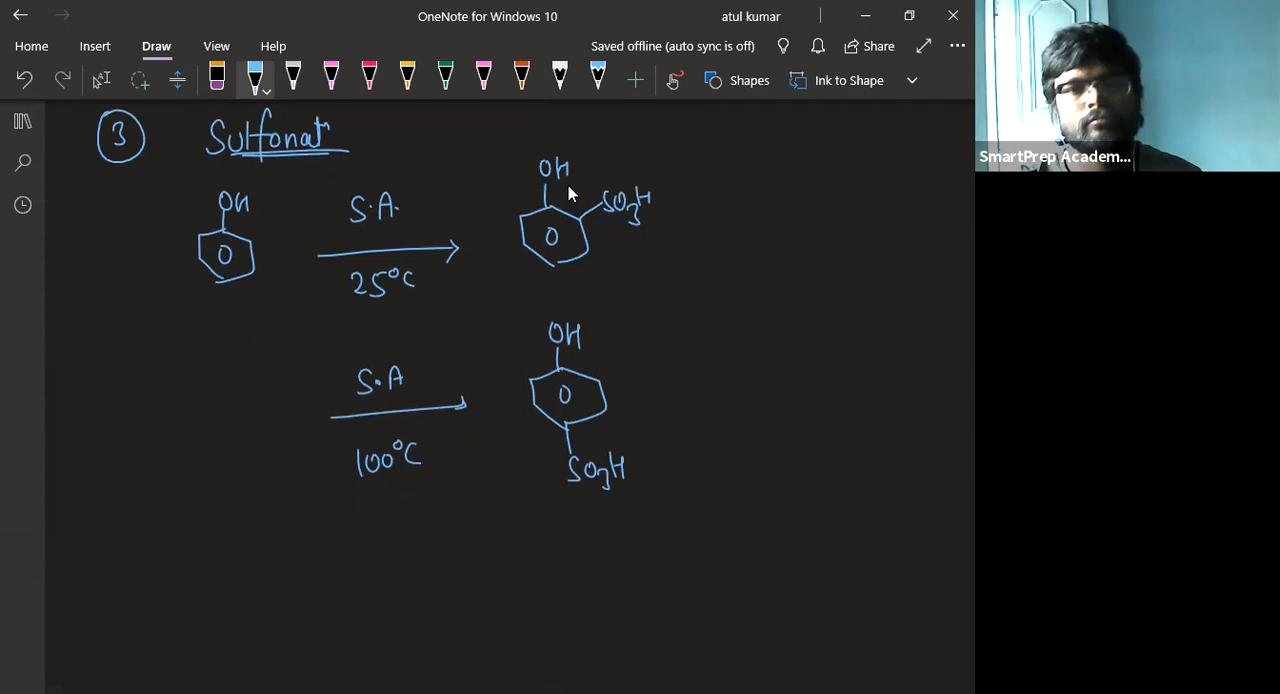 OneNote for Windows 10
atul kumar
Home Insert Draw View Help
Saved offline (auto sync is off)
Share
Shapes
Ink to Shape
SmartPrep Academ...
3 Sulfonatn
OH
S.A.
25°C
OH
SO3H
S.A
100°C
OH
SO3H